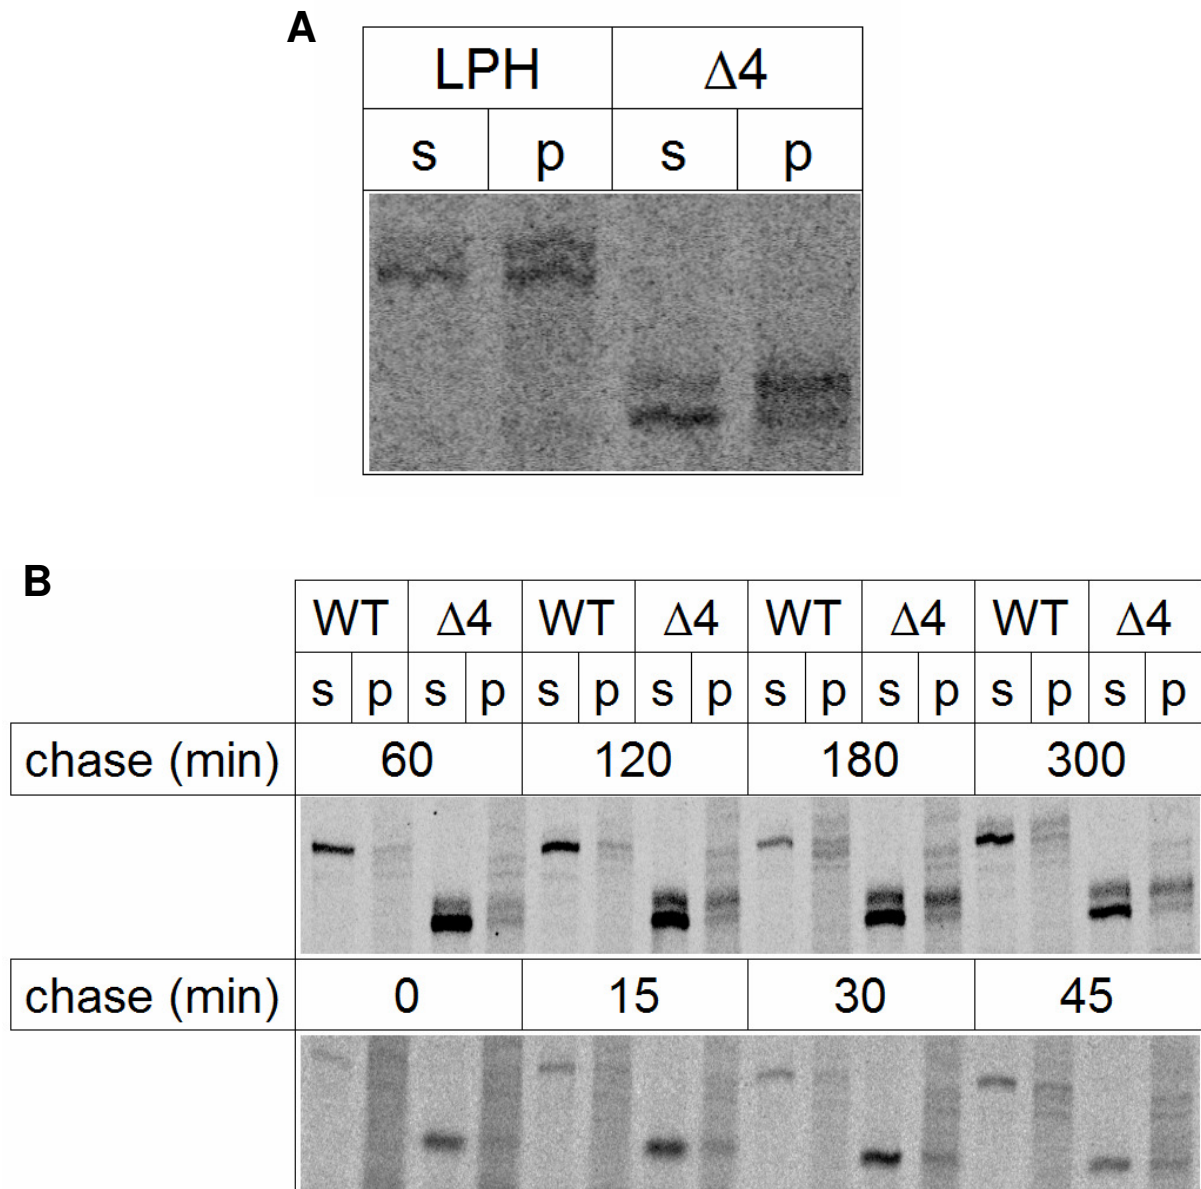 A
LPH Δ4
s p s p
B
WT Δ4 WT Δ4 WT Δ4 WT Δ4
s p s p s p s p s p s p s p s p
chase (min) 60 120 180 300
chase (min) 0 15 30 45